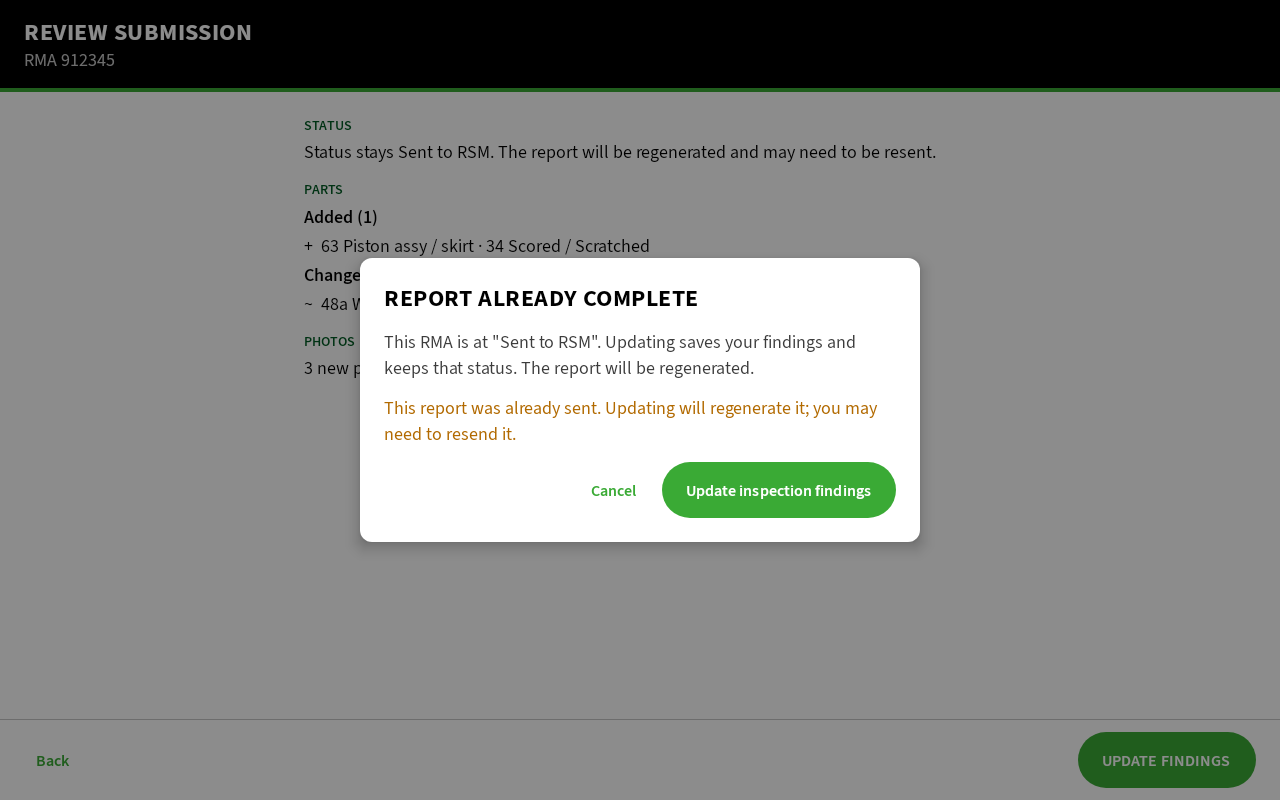 REVIEW SUBMISSION
RMA 912345
STATUS
Status stays Sent to RSM. The report will be regenerated and may need to be resent.
PARTS
Added (1)
+ 63 Piston assy / skirt · 34 Scored / Scratched
~ 48a
PHOTOS
3 new
REPORT ALREADY COMPLETE
This RMA is at "Sent to RSM". Updating saves your findings and
keeps that status. The report will be regenerated.
This report was already sent. Updating will regenerate it; you may
need to resend it.
Cancel
Update inspection findings
Back
UPDATE FINDINGS